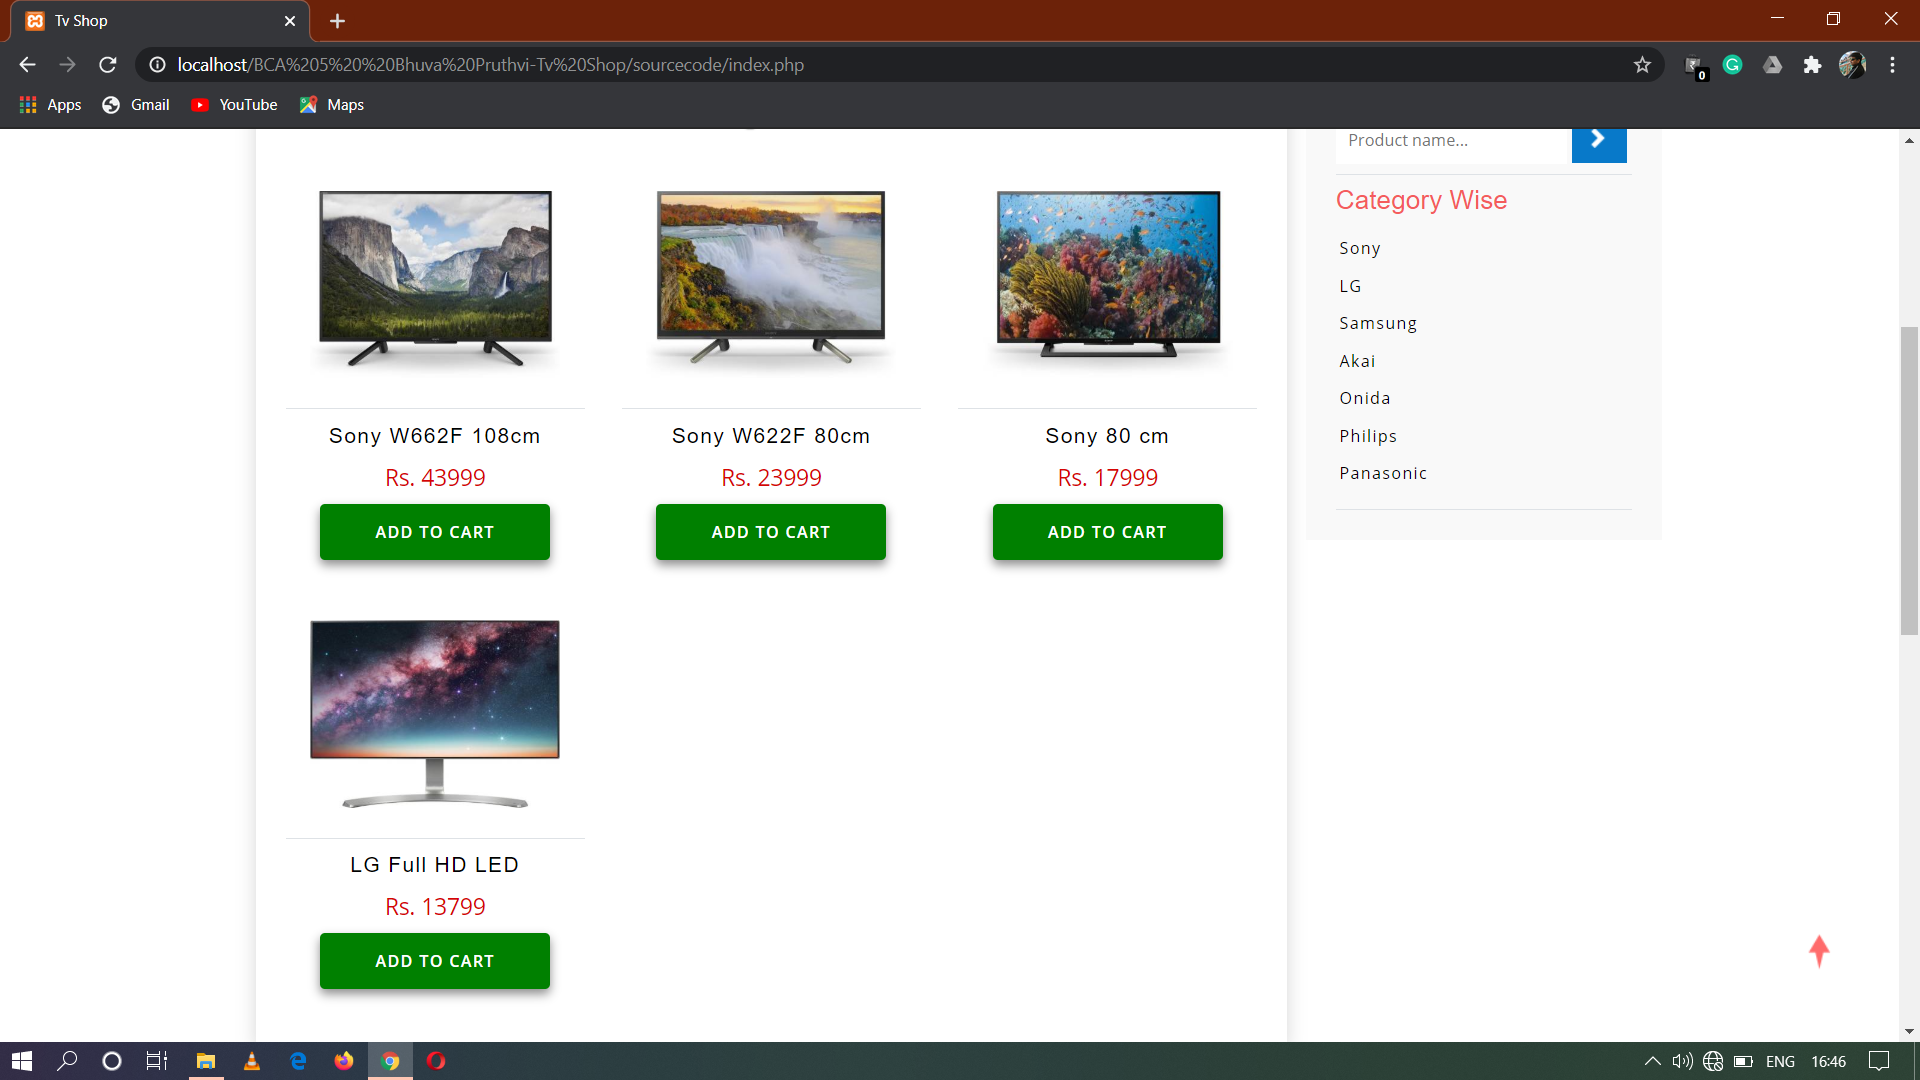 Tv Shop
localhost/BCA%205%20%20Bhuva%20Pruthvi-Tv%20Shop/sourcecode/index.php
0
Apps
Gmail
YouTube
Maps
Product name...
Category Wise
Sony
LG
Samsung
Akai
Onida
Philips
Panasonic
Sony W662F 108cm
Rs. 43999
ADD TO CART
Sony W622F 80cm
Rs. 23999
ADD TO CART
Sony 80 cm
Rs. 17999
ADD TO CART
LG Full HD LED
Rs. 13799
ADD TO CART
ENG
16:46